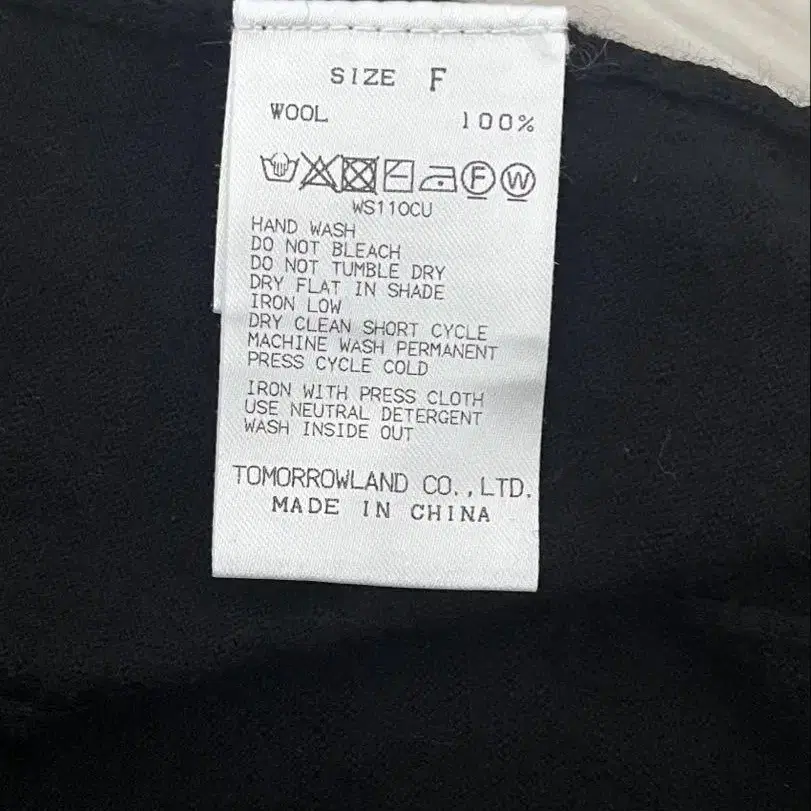 SIZE F
WOOL 100%
F W
WS110CU
HAND WASH
DO NOT BLEACH
DO NOT TUMBLE DRY
DRY FLAT IN SHADE
IRON LOW
DRY CLEAN SHORT CYCLE
MACHINE WASH PERMANENT
PRESS CYCLE COLD
IRON WITH PRESS CLOTH
USE NEUTRAL DETERGENT
WASH INSIDE OUT
TOMORROWLAND CO.,LTD.
MADE IN CHINA